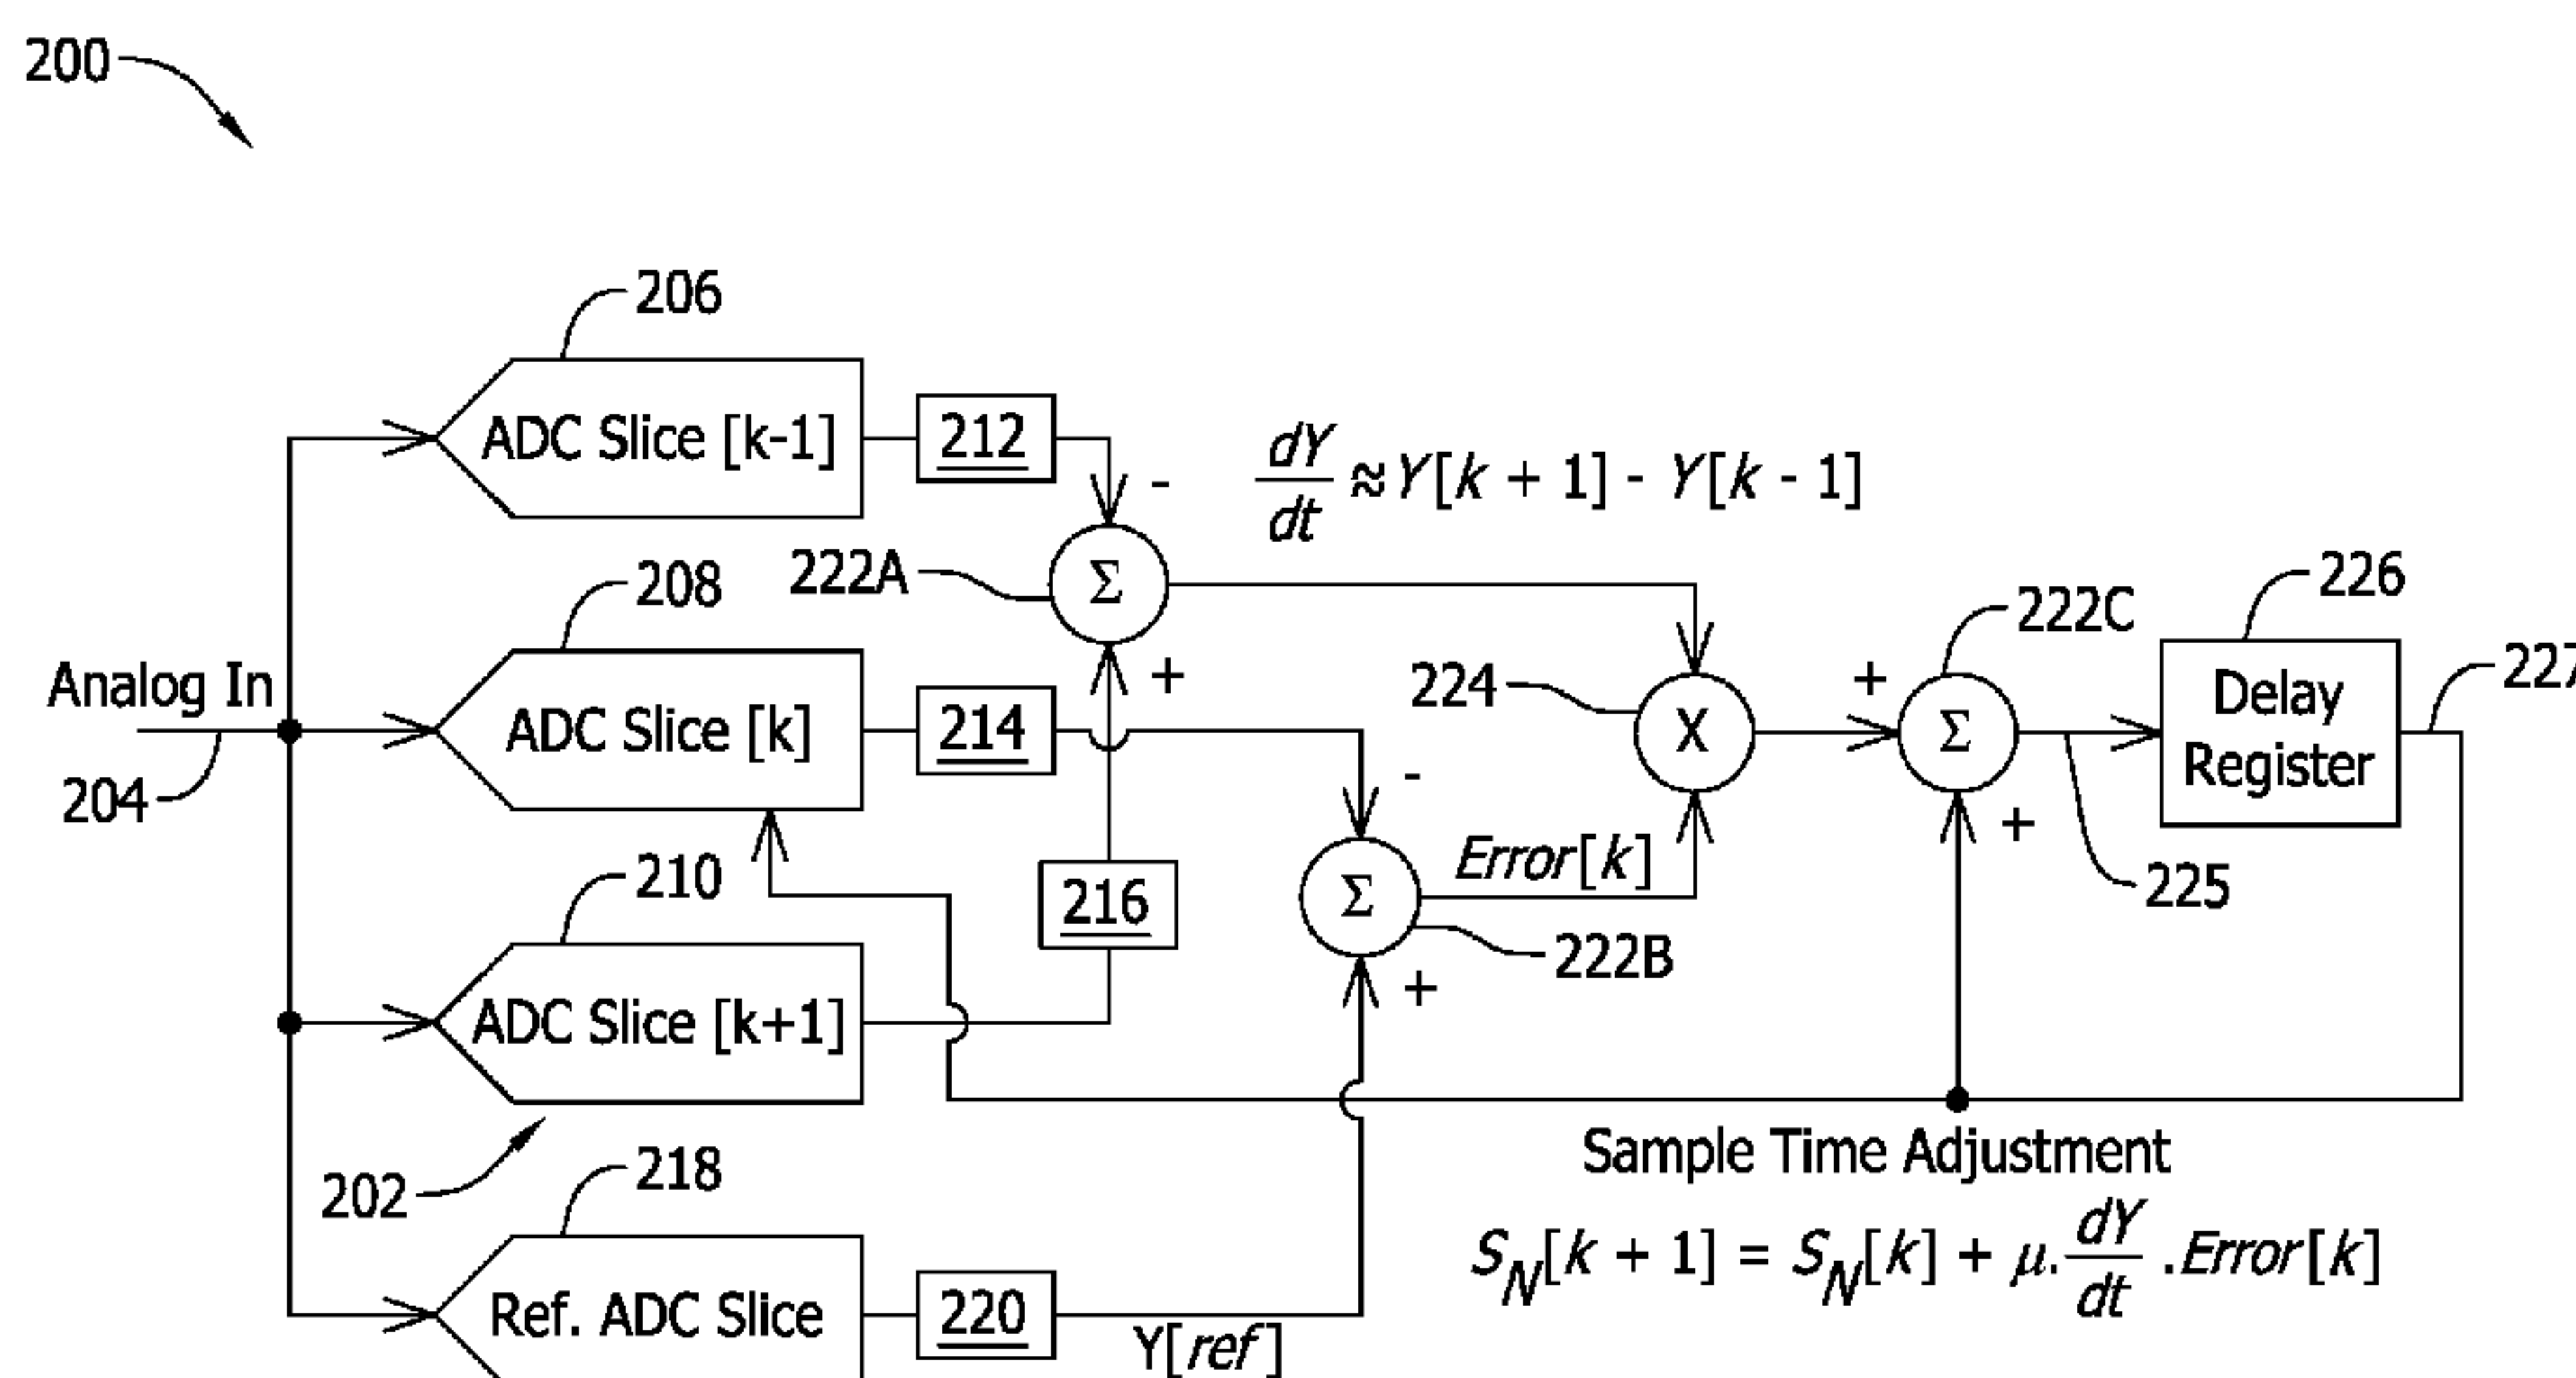 200
206
ADC Slice [k-1]
212
-
dY/dt ≈ Y[k + 1] - Y[k - 1]
222A
Σ
+
208
Analog In
204
ADC Slice [k]
214
-
224
X
+
222C
Σ
+
225
226
Delay Register
227
210
ADC Slice [k+1]
216
Σ
Error[k]
222B
+
202
218
Ref. ADC Slice
220
Y[ref]
Sample Time Adjustment
S_N[k + 1] = S_N[k] + μ. dY/dt .Error[k]